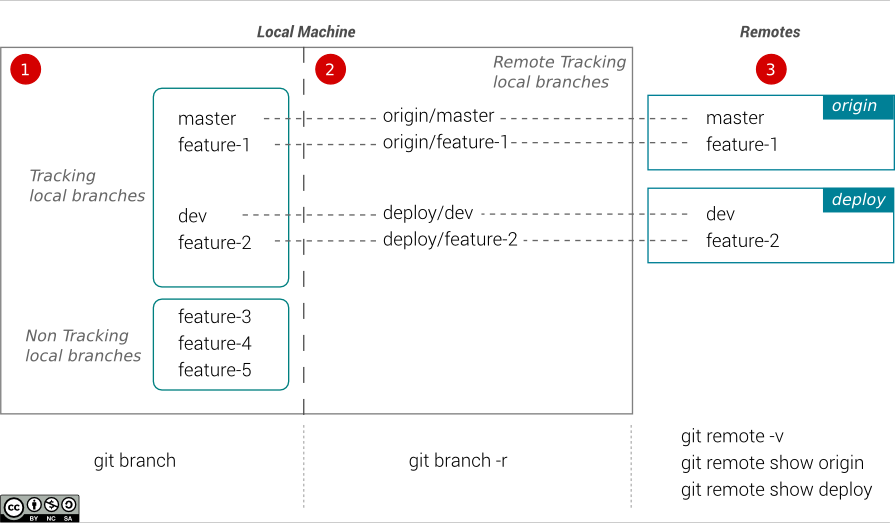 Local Machine
Remotes
1
2
Remote Tracking
local branches
3
origin
master
feature-1
origin/master
origin/feature-1
master
feature-1
Tracking
local branches
deploy
dev
feature-2
deploy/dev
deploy/feature-2
dev
feature-2
Non Tracking
local branches
feature-3
feature-4
feature-5
git branch
git branch -r
git remote -v
git remote show origin
git remote show deploy
cc
BY NC SA